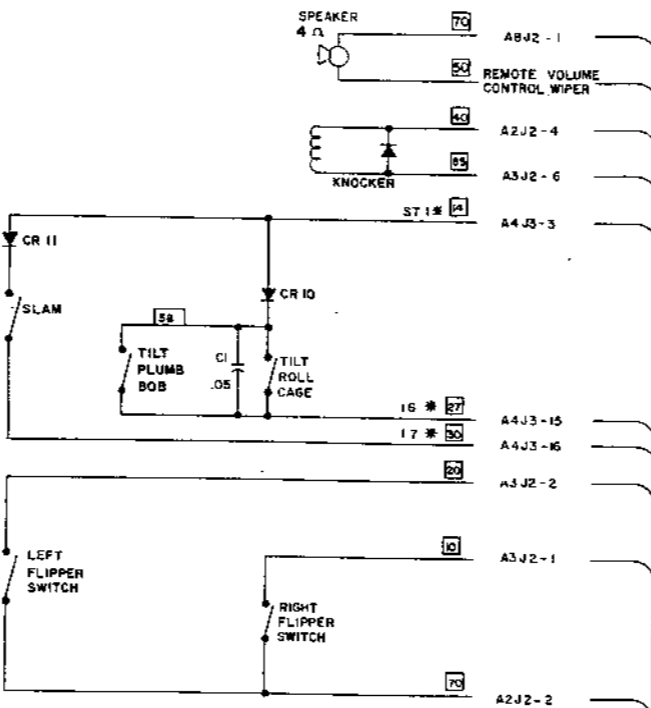 SPEAKER
4 Ω
70
A8J2-1
50
REMOTE VOLUME
CONTROL WIPER
40
A2J2-4
85
KNOCKER
A3J2-6
ST 1* 14
A4J3-3
CR 11
CR 10
SLAM
58
TILT
PLUMB
BOB
C1
.05
TILT
ROLL
CAGE
I6 * 27
A4J3-15
I7 * 30
A4J3-16
20
A3J2-2
10
A3J2-1
LEFT
FLIPPER
SWITCH
RIGHT
FLIPPER
SWITCH
70
A2J2-2